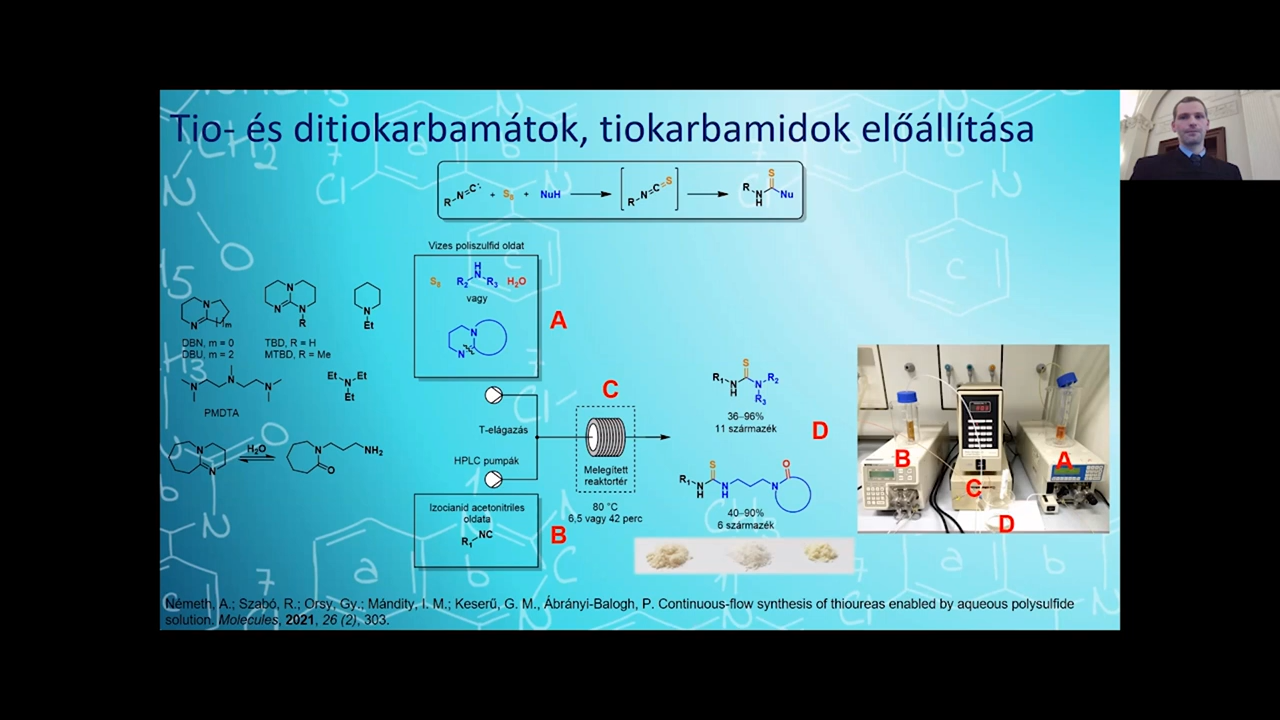 Tio- és ditiokarbamátok, tiokarbamidok előállítása
R N C + S8 + NuH R N C S R N H S Nu
Vizes poliszulfid oldat
S8 R2 H N R3 H2O
vagy
N N
A
N N m
N N R
N Et
DBN, m = 0
DBU, m = 2
TBD, R = H
MTBD, R = Me
N N N
PMDTA
Et N Et
Et
N N H2O N O NH2
T-elágazás
HPLC pumpák
C
Melegített
reaktortér
80 °C
6,5 vagy 42 perc
Izocianid acetonitriles
oldata
R1 NC
B
R1 N H S N R2 R3
36–96%
11 származék
D
R1 N H S N H N O
40–90%
6 származék
B
A
C
D
Németh, A.; Szabó, R.; Orsy, Gy.; Mándity, I. M.; Keserű, G. M., Ábrányi-Balogh, P. Continuous-flow synthesis of thioureas enabled by aqueous polysulfide
solution. Molecules, 2021, 26 (2), 303.